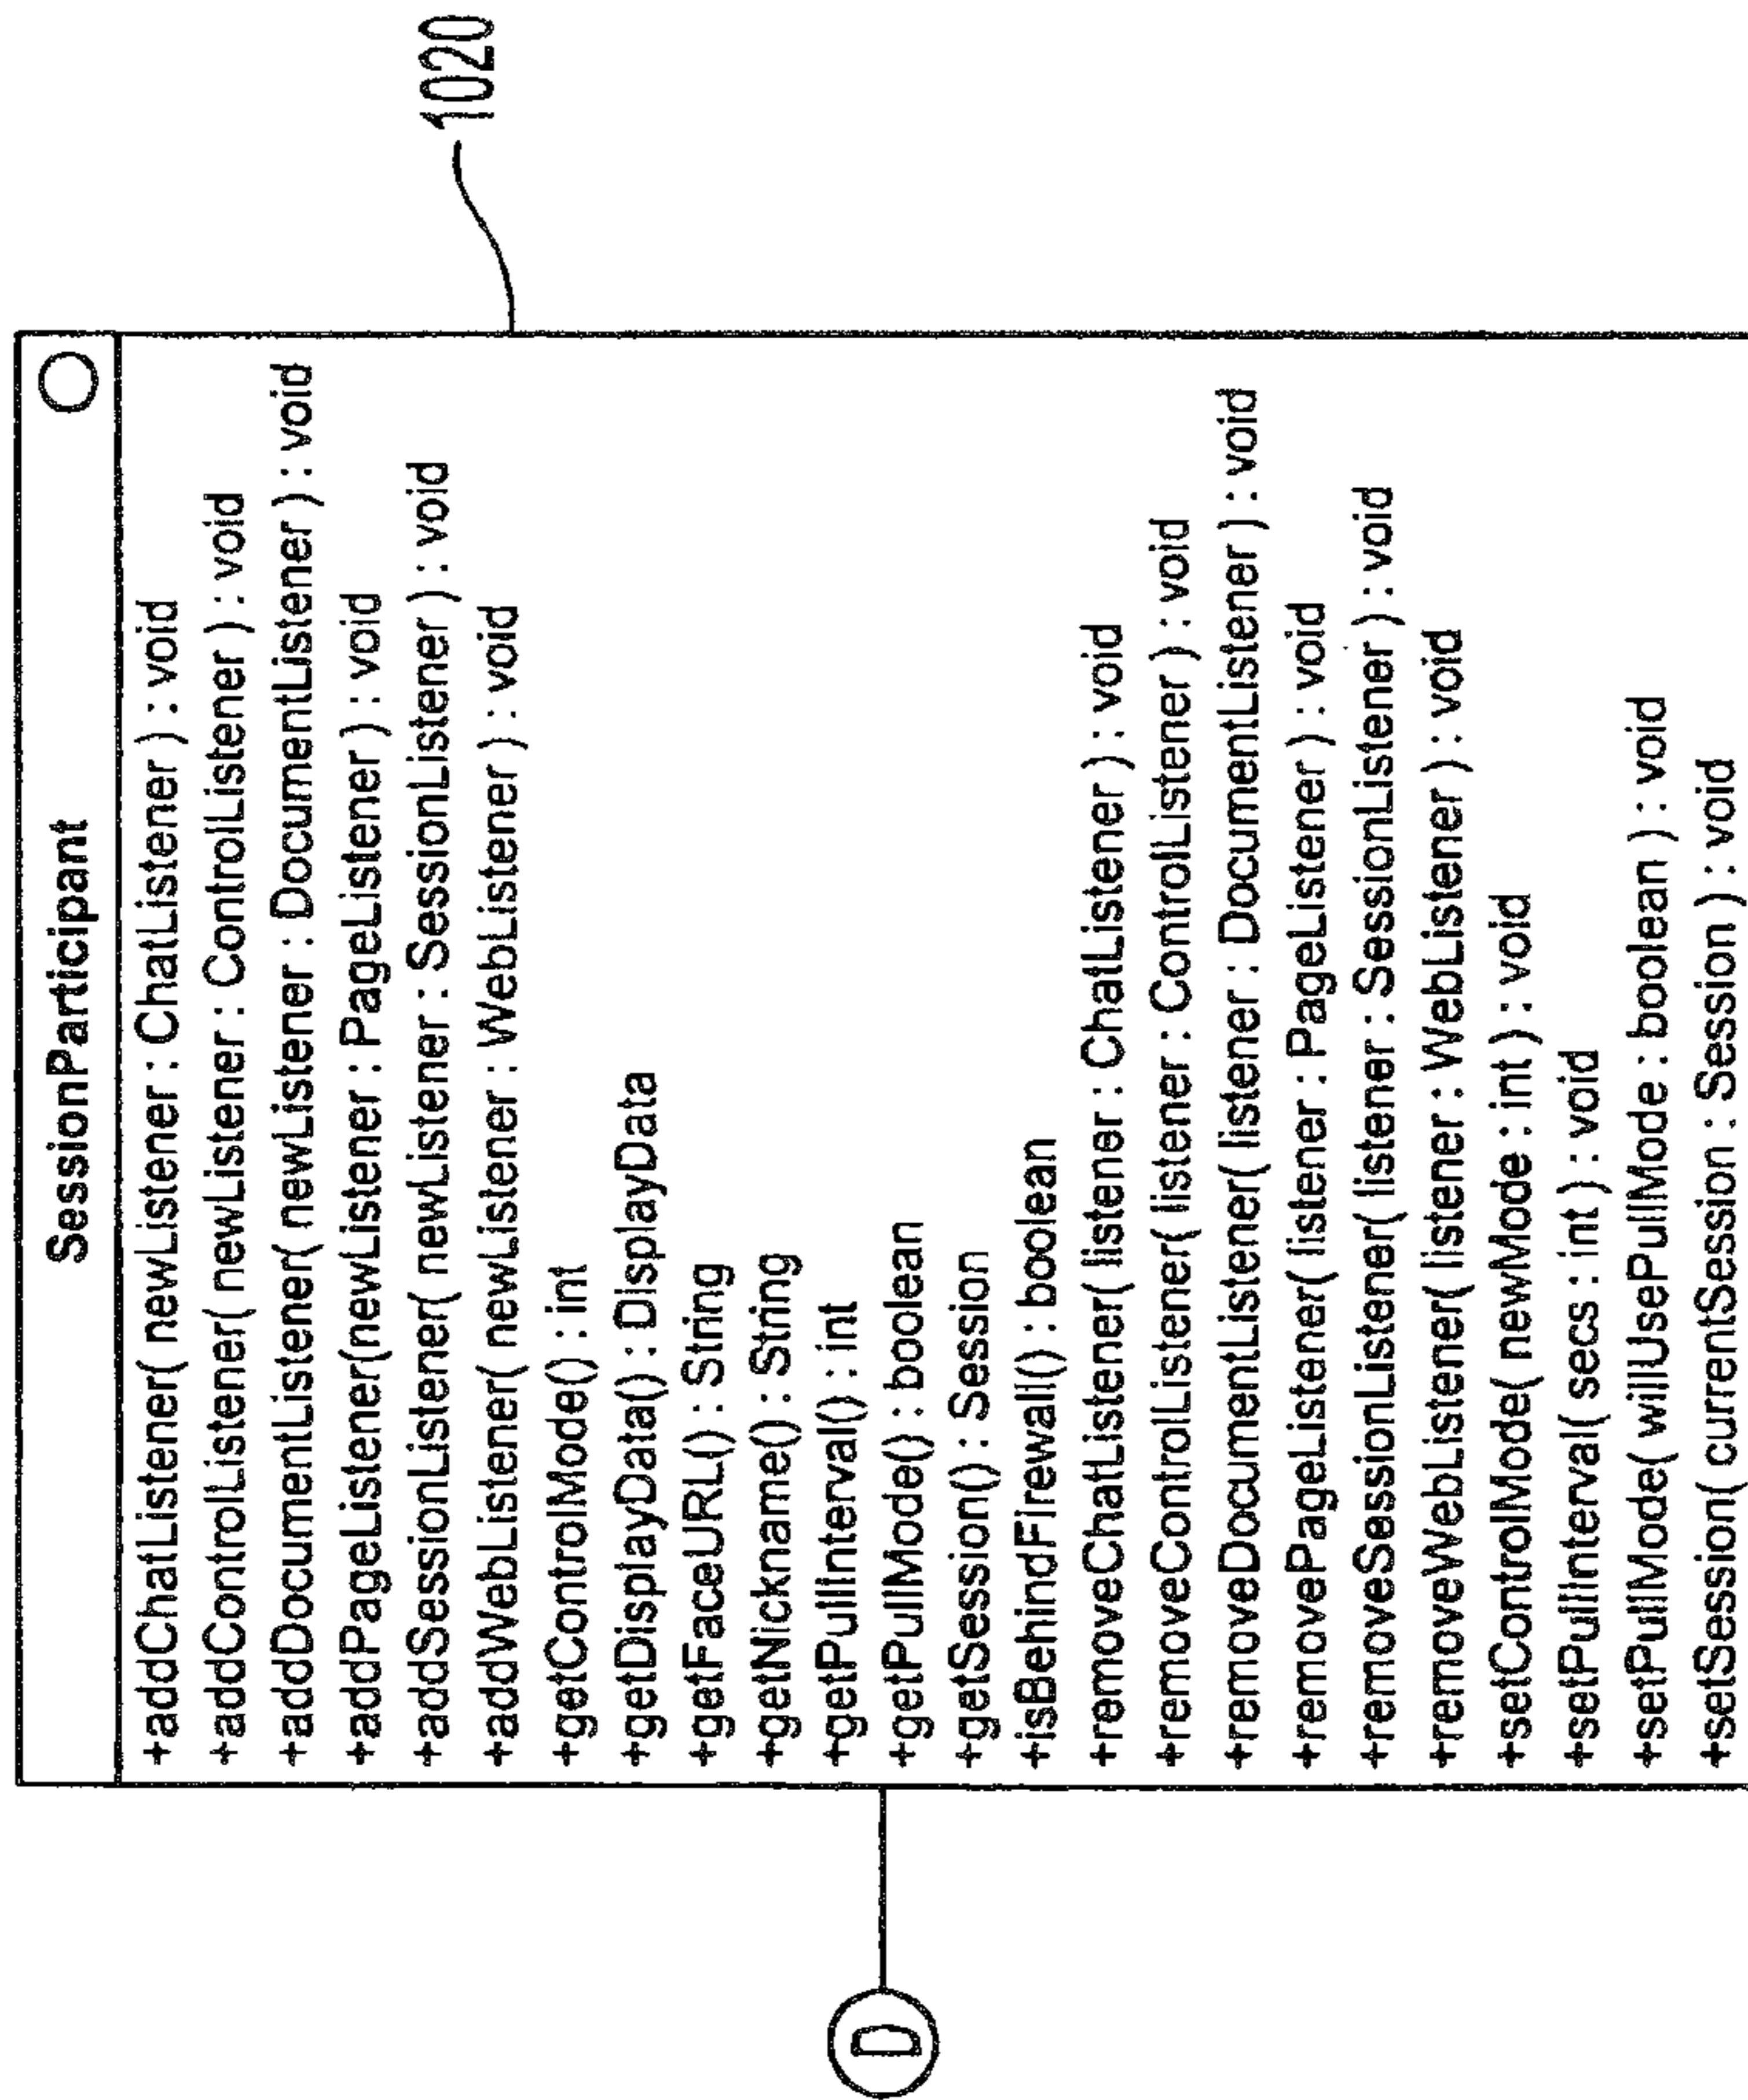 SessionParticipant
+addChatListener( newListener : ChatListener ) : void
+addControlListener( newListener : ControlListener ) : void
+addDocumentListener( newListener : DocumentListener ) : void
+addPageListener(newListener : PageListener ) : void
+addSessionListener( newListener : SessionListener ) : void
+addWebListener( newListener : WebListener ) : void
+getControlMode() : int
+getDisplayData() : DisplayData
+getFaceURL() : String
+getNickname() : String
+getPullInterval() : int
+getPullMode() : boolean
+getSession() : Session
+isBehindFirewall() : boolean
+removeChatListener( listener : ChatListener ) : void
+removeControlListener( listener : ControlListener ) : void
+removeDocumentListener( listener : DocumentListener ) : void
+removePageListener( listener : PageListener ) : void
+removeSessionListener( listener : SessionListener ) : void
+removeWebListener( listener : WebListener ) : void
+setControlMode( newMode : int ) : void
+setPullInterval( secs : int ) : void
+setPullMode( willUsePullMode : boolean ) : void
+setSession( currentSession : Session ) : void
1020
D